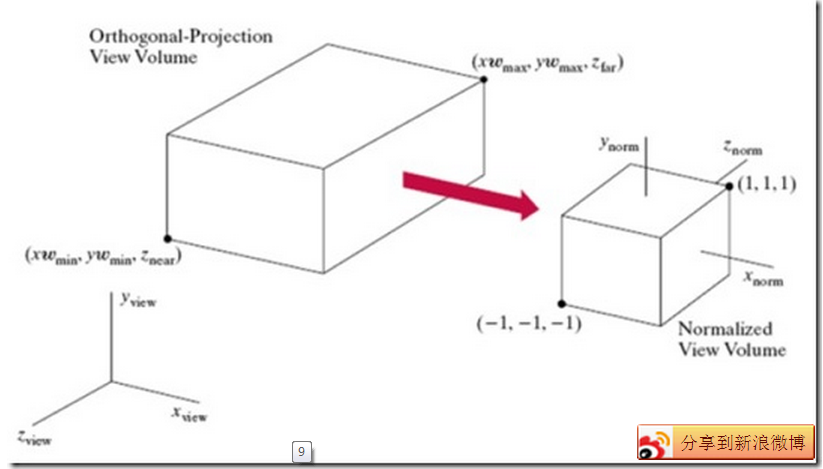 Orthogonal-Projection
View Volume
(xwmax, ywmax, zfar)
ynorm
znorm
(1, 1, 1)
(xwmin, ywmin, znear)
xnorm
(−1, −1, −1)
Normalized
View Volume
yview
xview
zview
9
分享到新浪微博